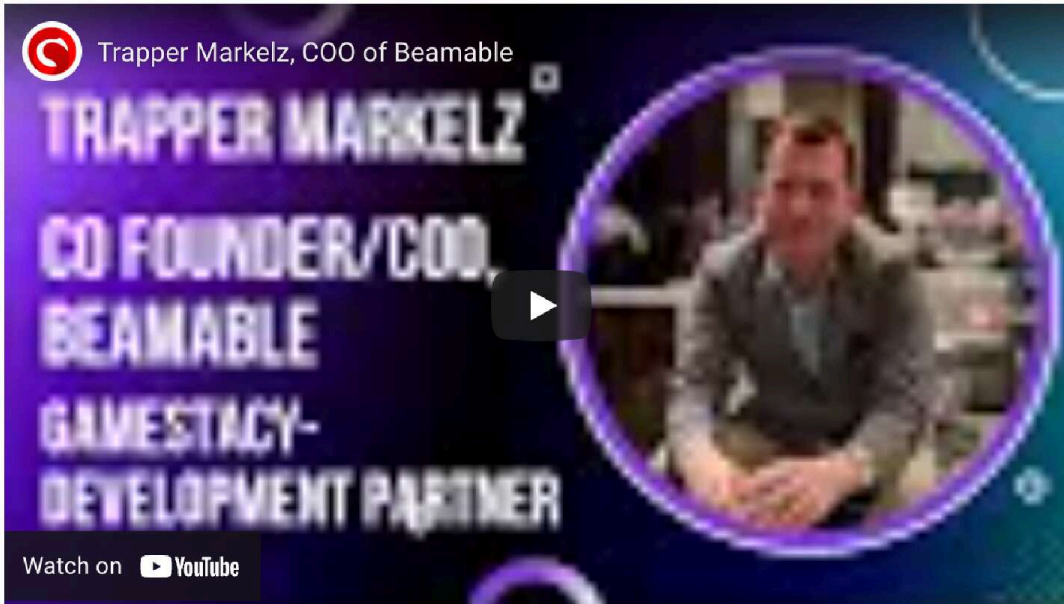 Trapper Markelz, COO of Beamable
TRAPPER MARKELZ
CO FOUNDER/COO,
BEAMABLE
GAMESTACY-
DEVELOPMENT PARTNER
Watch on YouTube